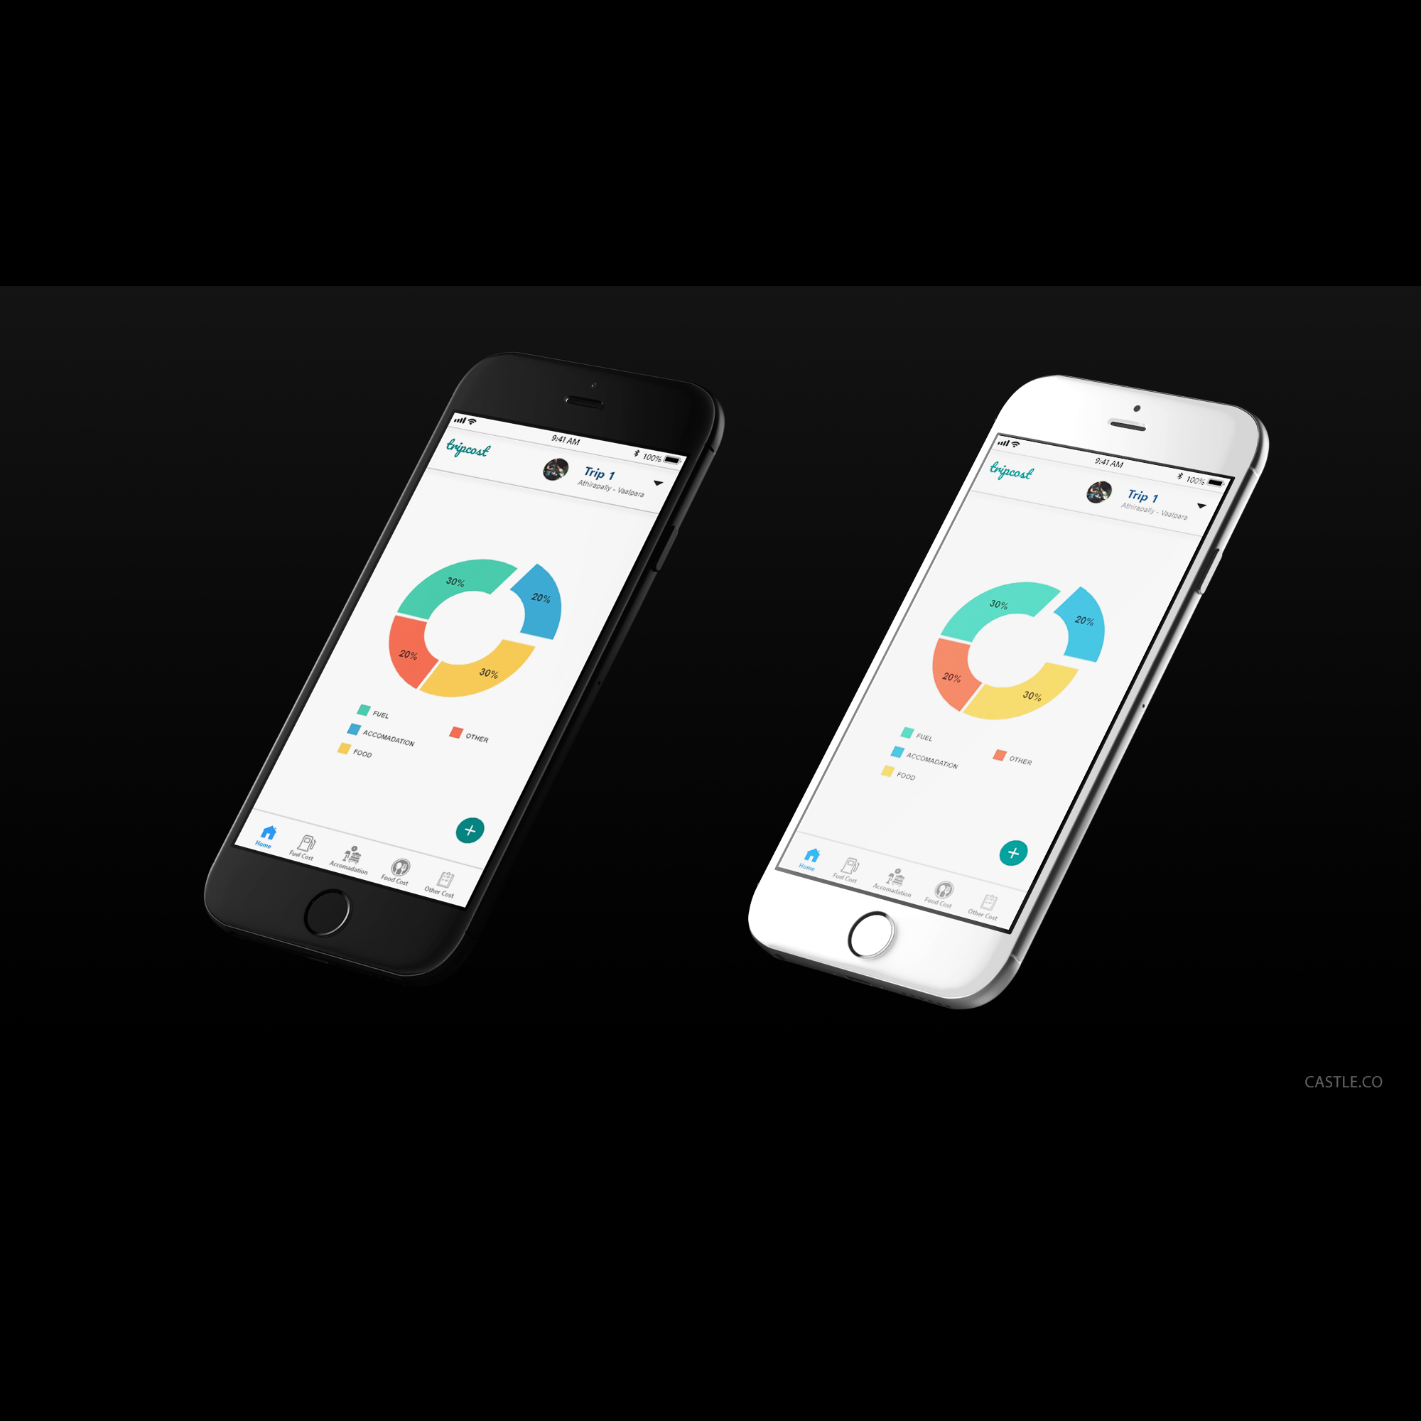 9:41 AM
100%
tripcost
Trip 1
Athirapally - Vaalpara
30%
20%
20%
30%
FUEL
ACCOMADATION
OTHER
FOOD
+
Home
Fuel Cost
Accomadation
Food Cost
Other Cost
9:41 AM
100%
tripcost
Trip 1
Athirapally - Vaalpara
30%
20%
20%
30%
FUEL
ACCOMADATION
OTHER
FOOD
+
Home
Fuel Cost
Accomadation
Food Cost
Other Cost
CASTLE.CO